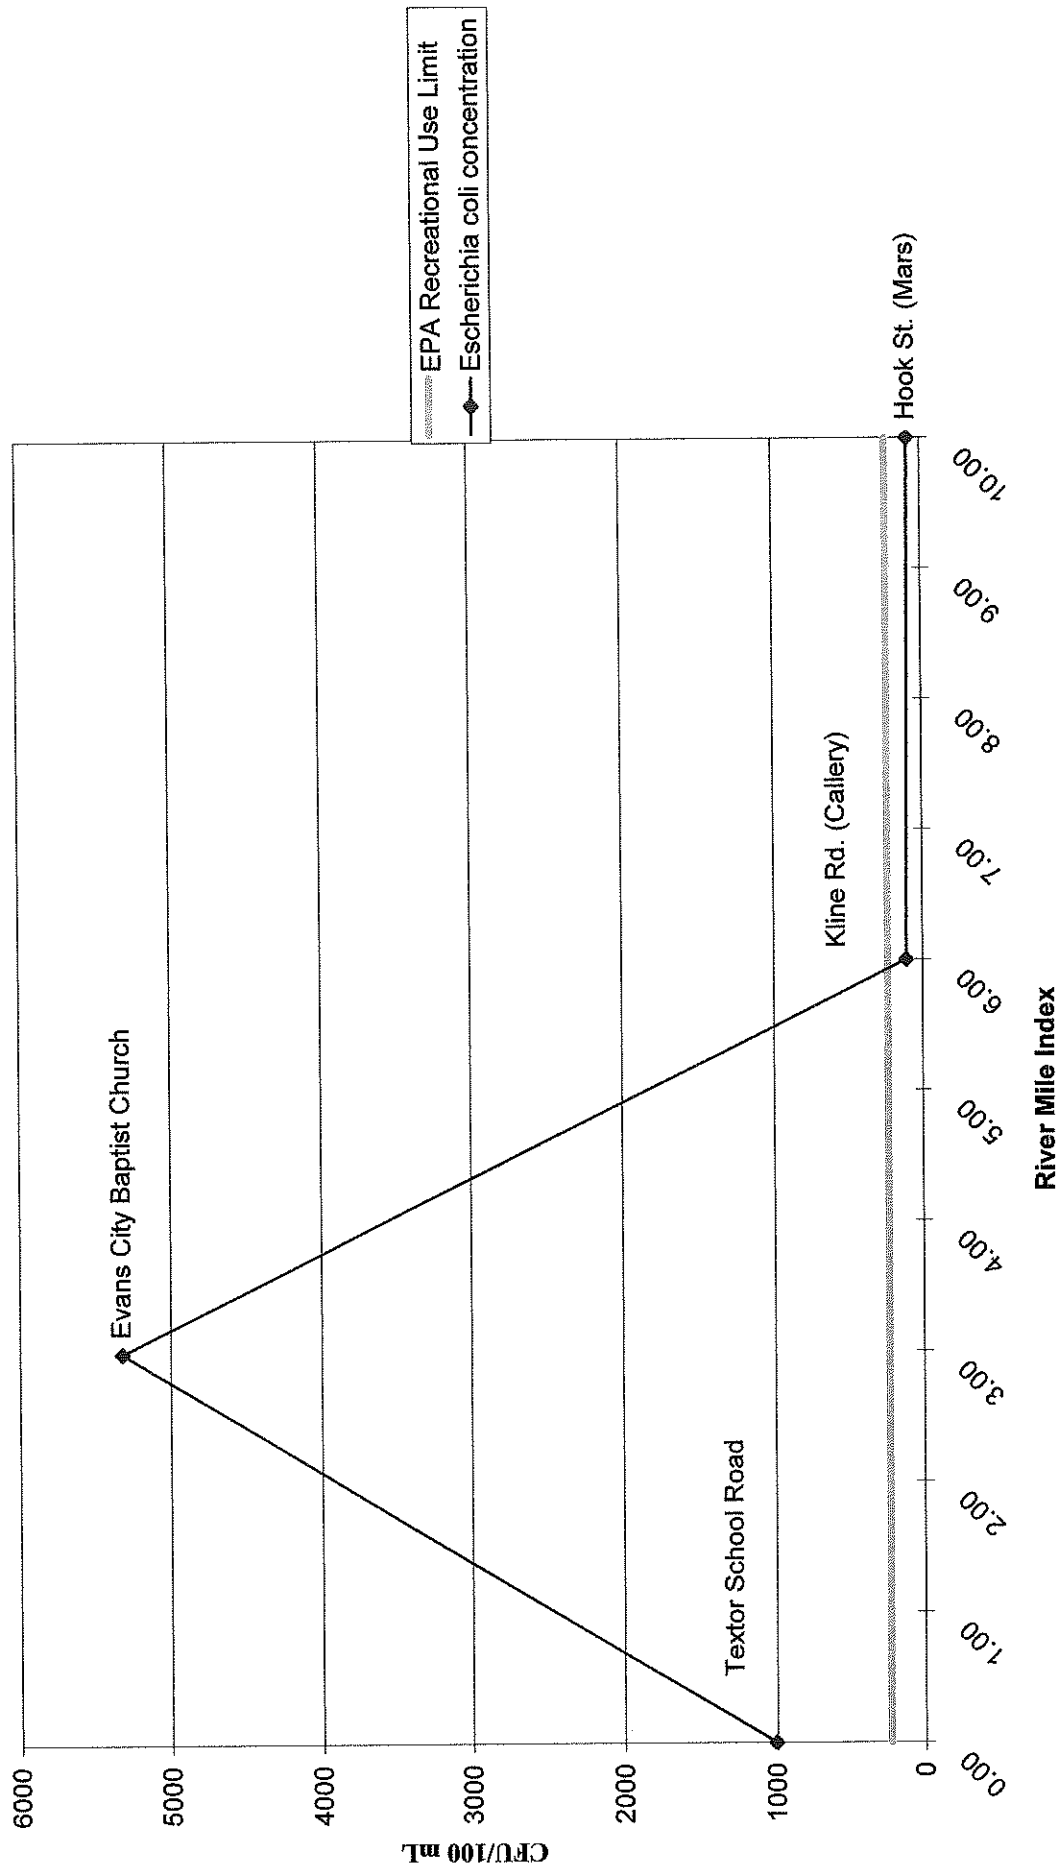 6000
5000
4000
3000
2000
1000
0
CFU/100 mL
Evans City Baptist Church
Textor School Road
Kline Rd. (Callery)
Hook St. (Mars)
EPA Recreational Use Limit
Escherichia coli concentration
0.00
1.00
2.00
3.00
4.00
5.00
6.00
7.00
8.00
9.00
10.00
River Mile Index